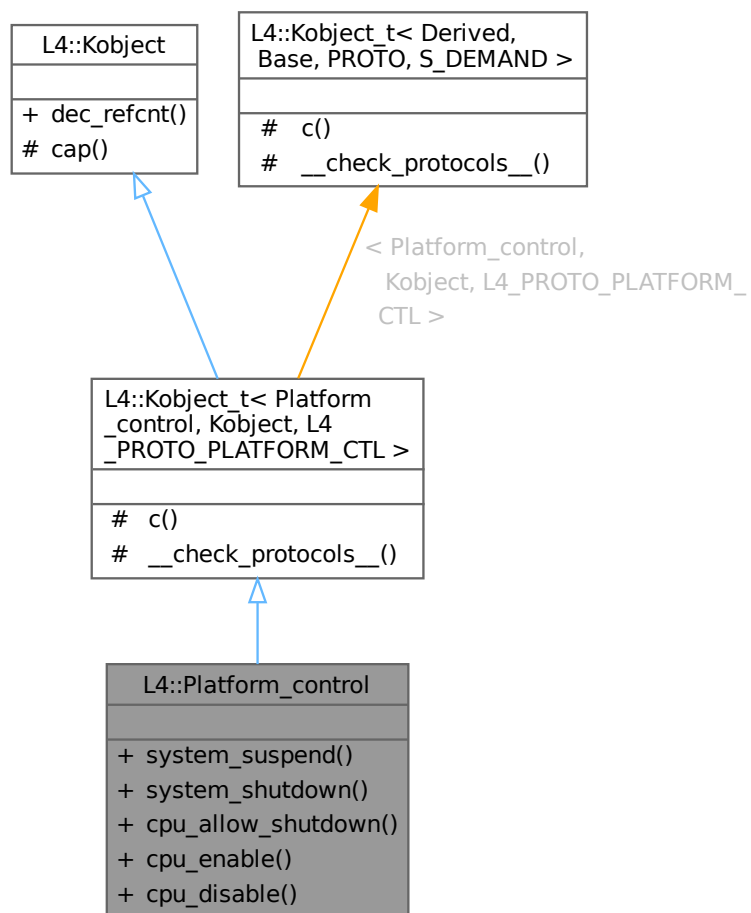 L4::Kobject
+ dec_refcnt()
# cap()
L4::Kobject_t< Derived,
Base, PROTO, S_DEMAND >
# c()
# __check_protocols__()
< Platform_control,
Kobject, L4_PROTO_PLATFORM_
CTL >
L4::Kobject_t< Platform
_control, Kobject, L4
_PROTO_PLATFORM_CTL >
# c()
# __check_protocols__()
L4::Platform_control
+ system_suspend()
+ system_shutdown()
+ cpu_allow_shutdown()
+ cpu_enable()
+ cpu_disable()